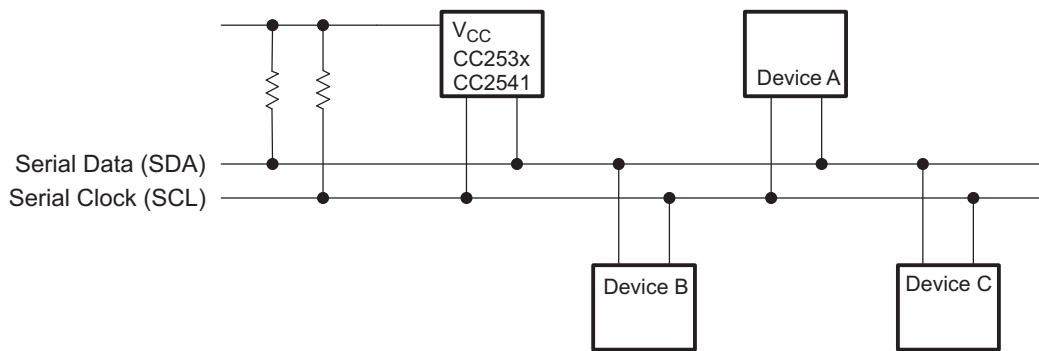 VCC
CC253x
CC2541
Device A
Serial Data (SDA)
Serial Clock (SCL)
Device B
Device C